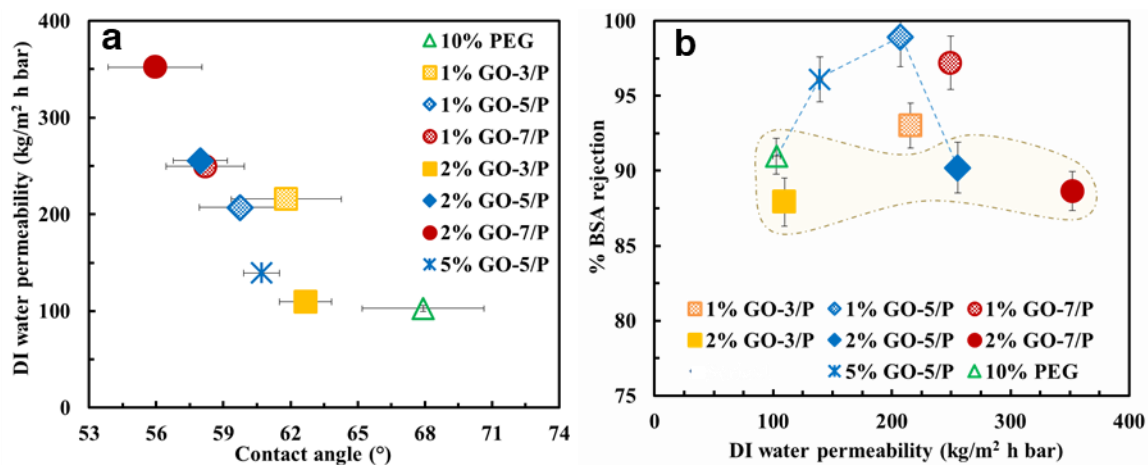 a
DI water permeability (kg/m² h bar)
400
300
200
100
0
53
56
59
62
65
68
71
74
Contact angle (°)
10% PEG
1% GO-3/P
1% GO-5/P
1% GO-7/P
2% GO-3/P
2% GO-5/P
2% GO-7/P
5% GO-5/P
b
% BSA rejection
100
95
90
85
80
75
0
100
200
300
400
DI water permeability (kg/m² h bar)
1% GO-3/P 1% GO-5/P 1% GO-7/P
2% GO-3/P 2% GO-5/P 2% GO-7/P
5% GO-5/P 10% PEG